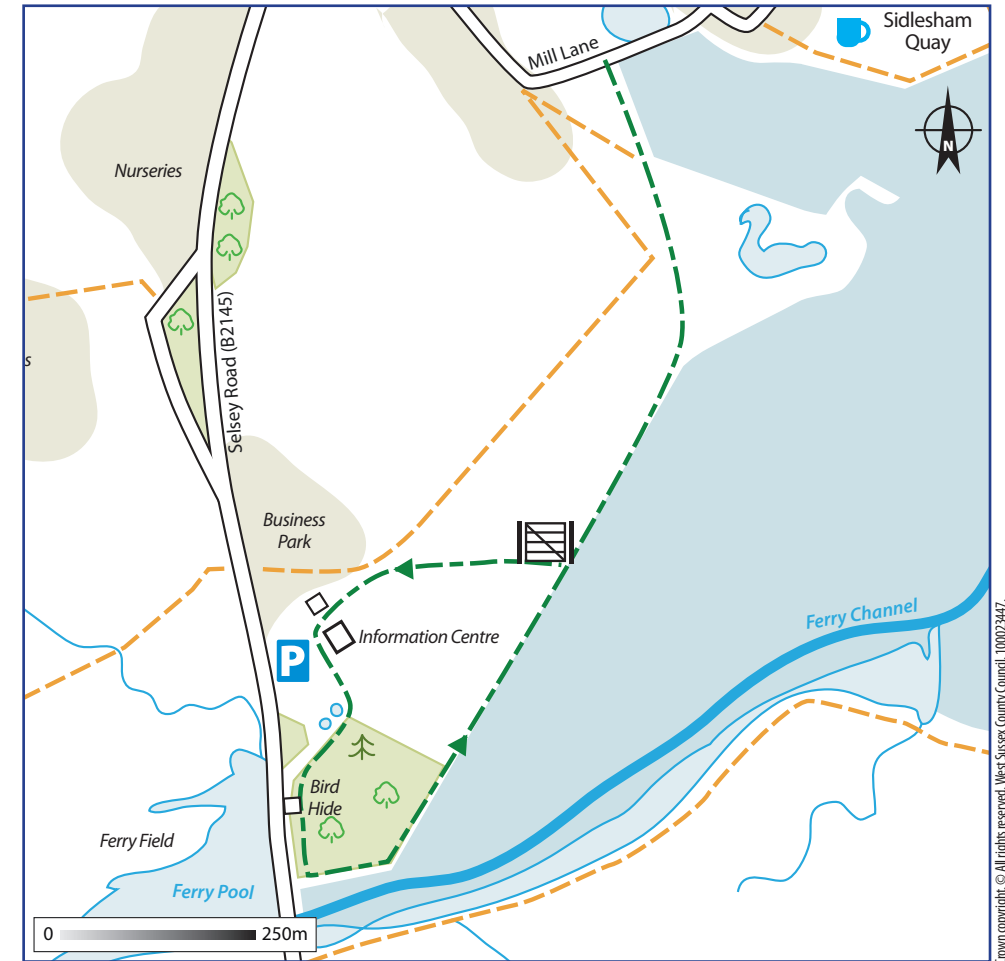 Sidlesham
Quay
Mill Lane
N
Nurseries
Selsey Road (B2145)
s
Business
Park
Information Centre
P
Ferry Channel
Bird
Hide
Ferry Field
Ferry Pool
0 250m
Crown copyright. © All rights reserved. West Sussex County Council. 100023447.